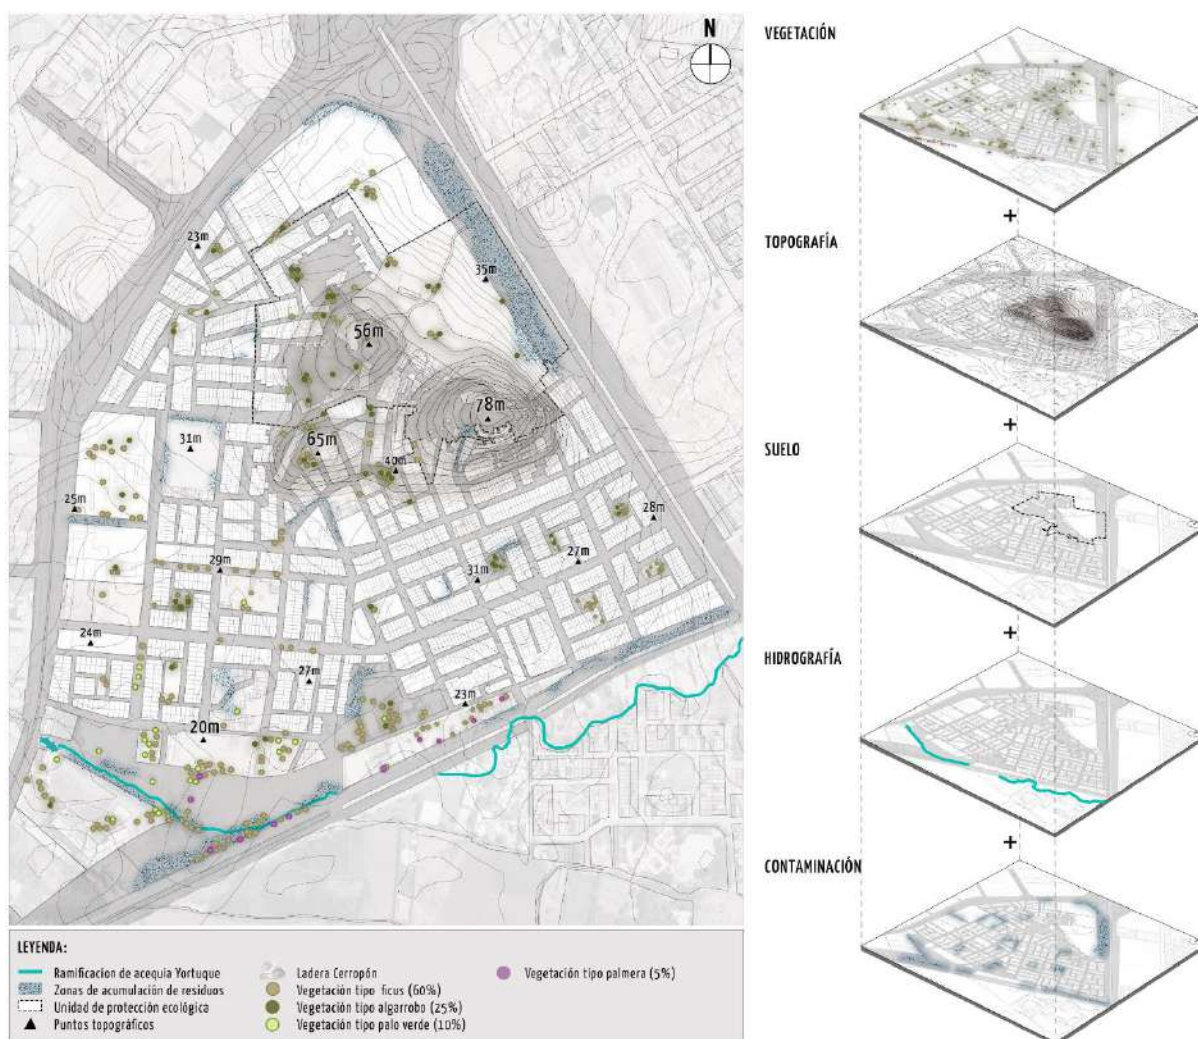 N
23m
35m
56m
78m
65m
31m
40m
25m
28m
29m
31m
27m
24m
27m
23m
20m
LEYENDA:
Ramificacion de acequia Yortuque
Zonas de acumulación de residuos
Unidad de protección ecológica
Puntos topográficos
Ladera Cerropón
Vegetación tipo ficus (60%)
Vegetación tipo algarrobo (25%)
Vegetación tipo palo verde (10%)
Vegetación tipo palmera (5%)
VEGETACIÓN
+
TOPOGRAFÍA
+
SUELO
+
HIDROGRAFÍA
+
CONTAMINACIÓN